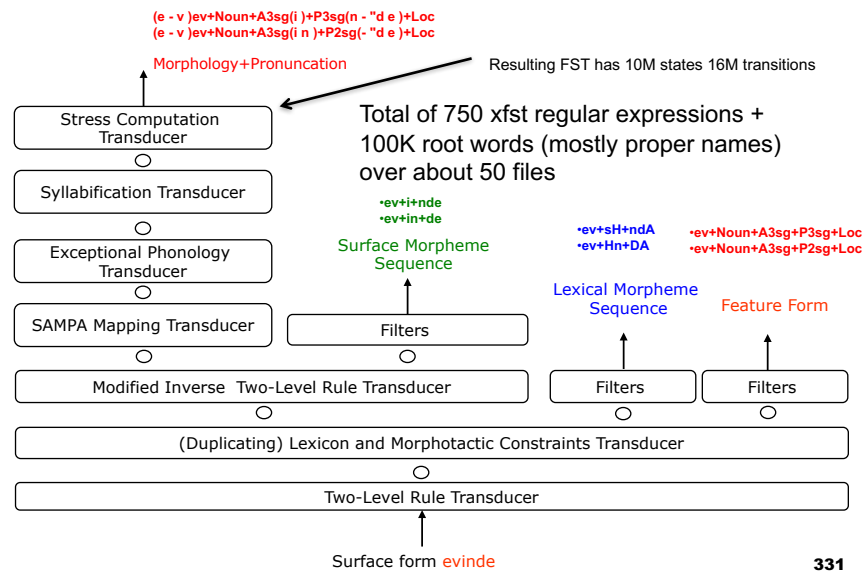 (e - v )ev+Noun+A3sg(i )+P3sg(n - "d e )+Loc
(e - v )ev+Noun+A3sg(i n )+P2sg(- "d e )+Loc
Morphology+Pronuncation
Resulting FST has 10M states 16M transitions
Stress Computation
Transducer
Total of 750 xfst regular expressions +
100K root words (mostly proper names)
over about 50 files
Syllabification Transducer
•ev+i+nde
•ev+in+de
Surface Morpheme
Sequence
•ev+sH+ndA
•ev+Hn+DA
•ev+Noun+A3sg+P3sg+Loc
•ev+Noun+A3sg+P2sg+Loc
Exceptional Phonology
Transducer
Lexical Morpheme
Sequence
Feature Form
SAMPA Mapping Transducer
Filters
Modified Inverse Two-Level Rule Transducer
Filters
Filters
(Duplicating) Lexicon and Morphotactic Constraints Transducer
Two-Level Rule Transducer
Surface form evinde
331